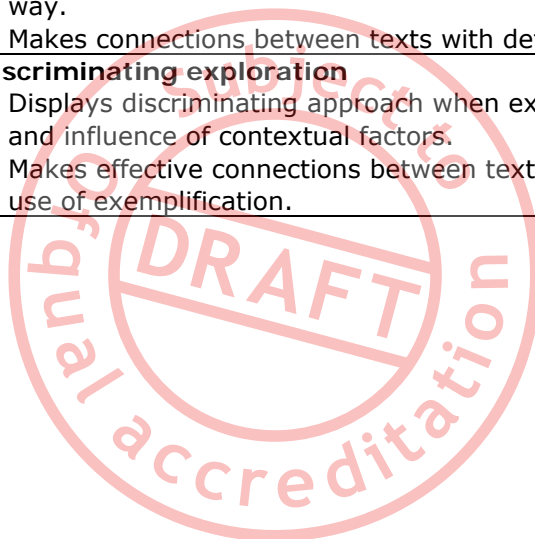 way.
Makes connections between texts with de
scriminating exploration
Displays discriminating approach when ex
and influence of contextual factors.
Makes effective connections between text
use of exemplification.
Subject to
Ofqual accreditation
DRAFT